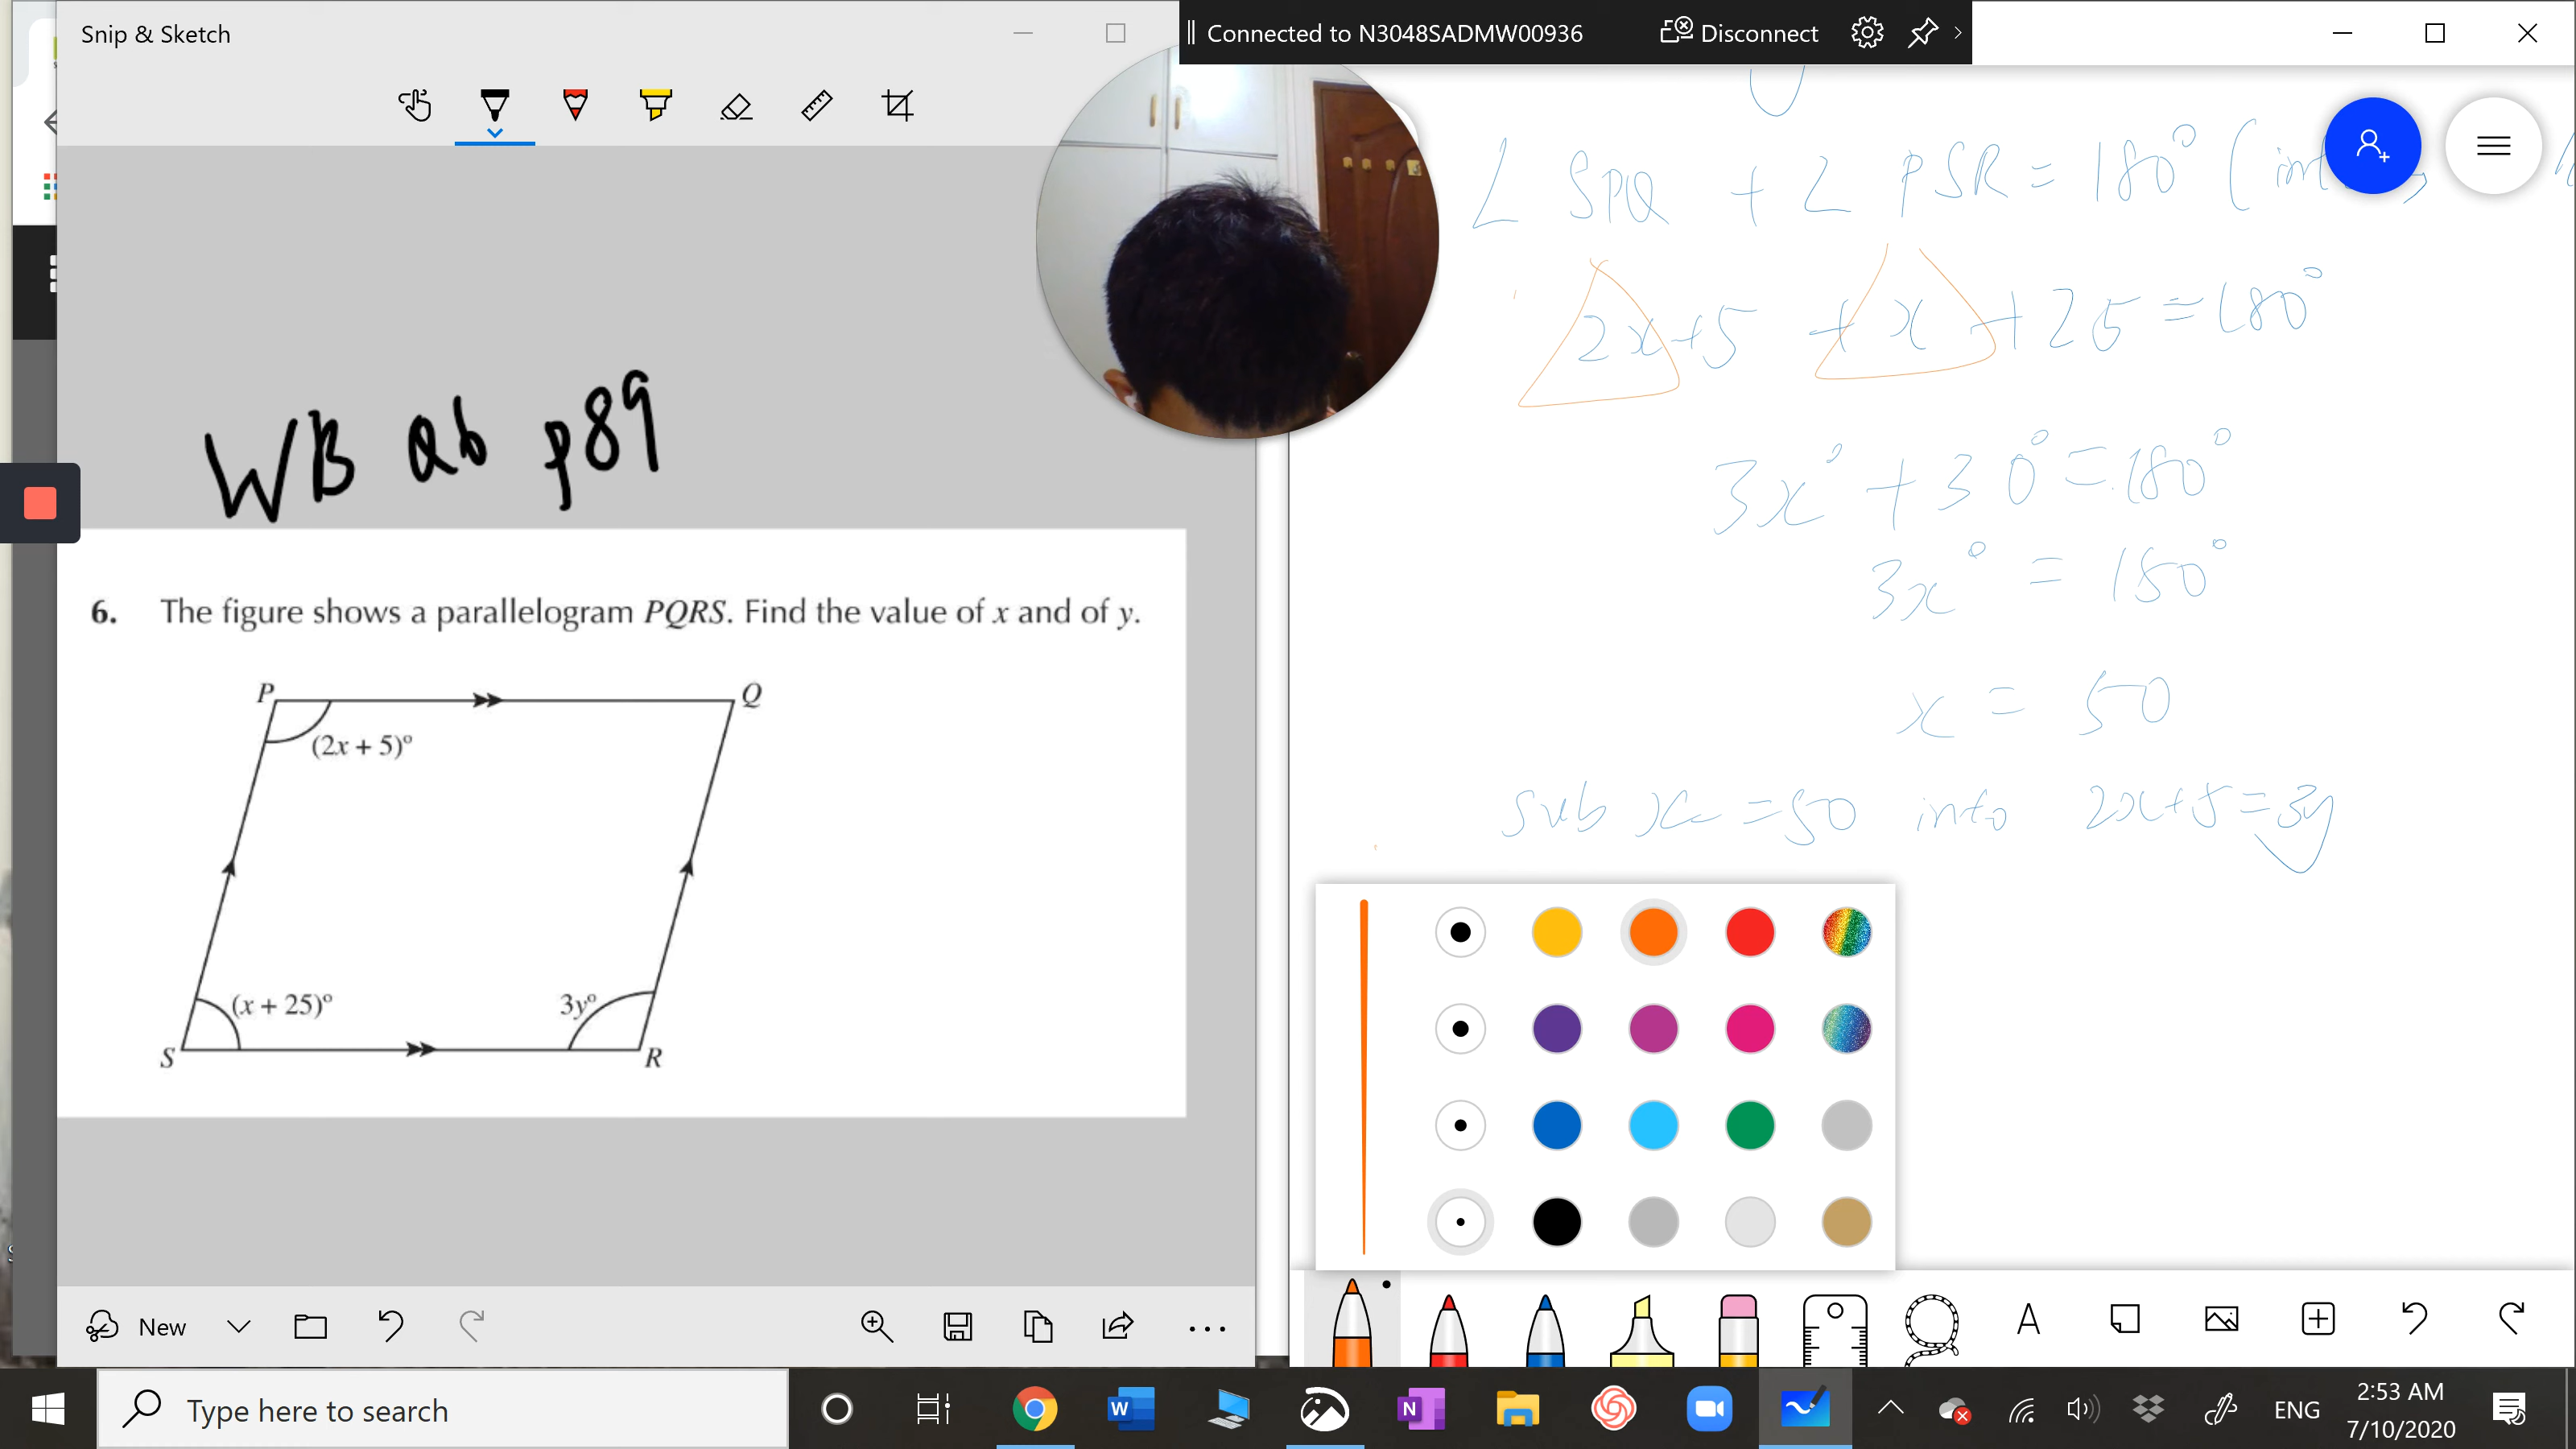 Snip & Sketch
Connected to N3048SADMW00936
Disconnect
WB Q6 p89
6. The figure shows a parallelogram PQRS. Find the value of x and of y.
P
Q
(2x + 5)°
(x + 25)°
3y°
S
R
∠ SPQ + ∠ PSR = 180° (int
2x+5 + x + 25 = 180°
3x° + 30° = 180°
3x° = 150°
x = 50
sub x = 50 into 2x+5=3y
New
A
Type here to search
ENG
2:53 AM
7/10/2020